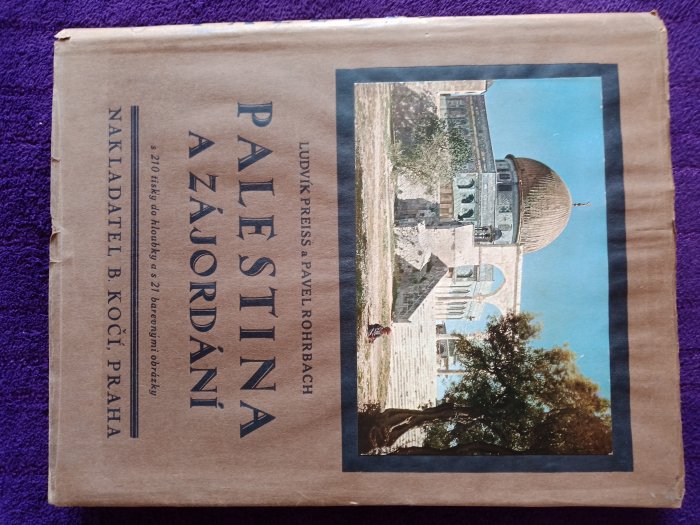 LUDVÍK PREISS a PAVEL ROHRBACH
PALESTINA
A ZÁJORDÁNÍ
s 210 tisky do hloubky a s 21 barevnými obrázky
NAKLADATEL B. KOČÍ, PRAHA